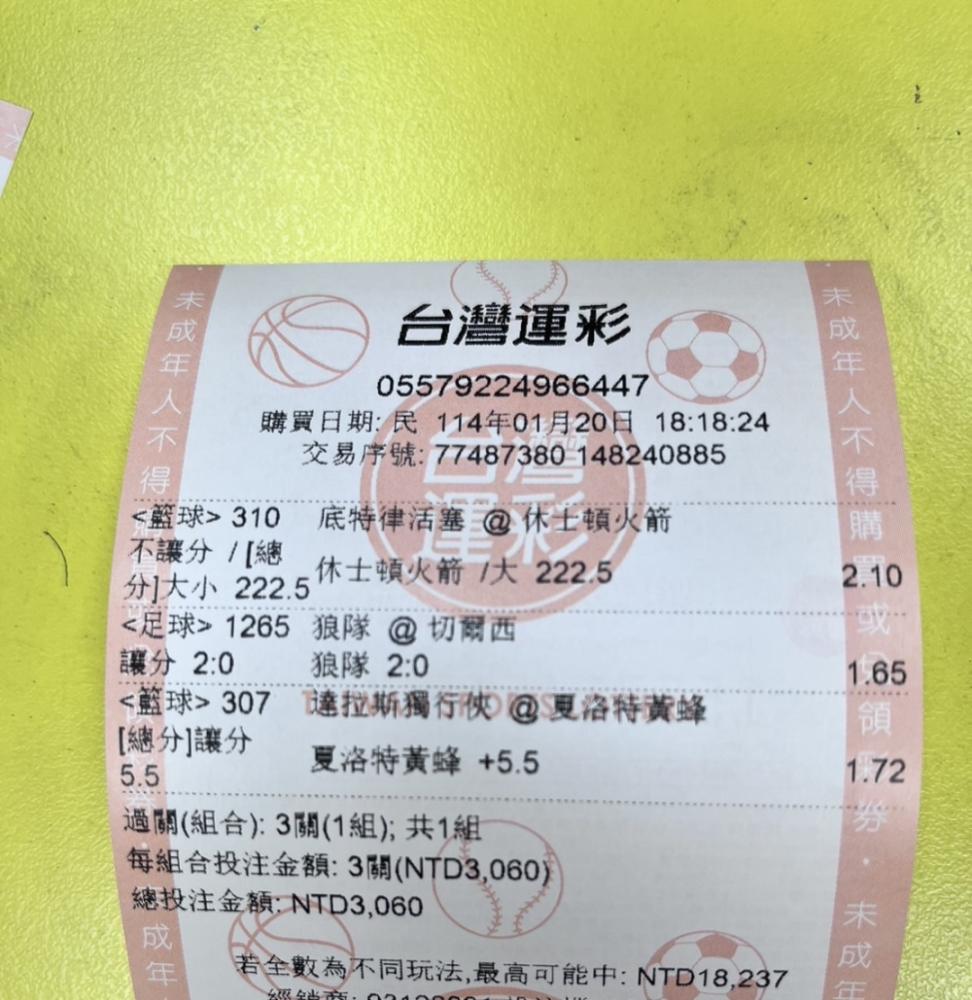 台灣運彩
05579224966447
購買日期: 民 114年01月20日 18:18:24
交易序號: 77487380 148240885
<籃球> 310 底特律活塞 @ 休士頓火箭
不讓分 / [總
分]大小 222.5 休士頓火箭 /大 222.5 2.10
<足球> 1265 狼隊 @ 切爾西
讓分 2:0 狼隊 2:0 1.65
<籃球> 307 達拉斯獨行俠 @ 夏洛特黃蜂
[總分]讓分
5.5 夏洛特黃蜂 +5.5 1.72
過關(組合): 3關(1組); 共1組
每組合投注金額: 3關(NTD3,060)
總投注金額: NTD3,060
若全數為不同玩法,最高可能中: NTD18,237
經銷商:
未成年人不得購買或
未成年人不得購買或領 券·未成年
台灣運彩